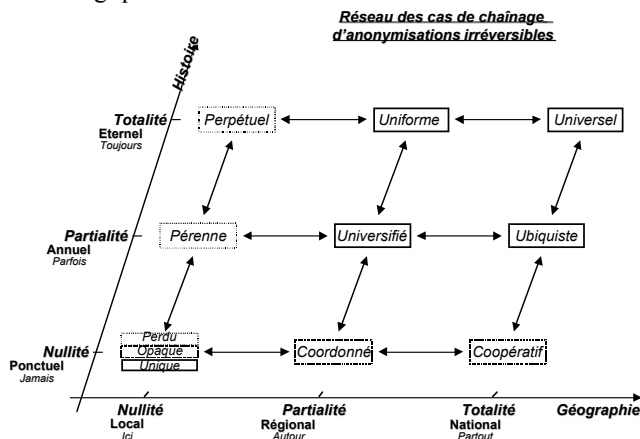 Réseau des cas de chaînage
d'anonymisations irréversibles
Histoire
Totalité
Eternel
Toujours
Perpétuel
Uniforme
Universel
Partialité
Annuel
Parfois
Pérenne
Universifié
Ubiquiste
Nullité
Ponctuel
Jamais
Perdu
Opaque
Unique
Coordonné
Coopératif
Nullité
Local
Ici
Partialité
Régional
Autour
Totalité
National
Partout
Géographie